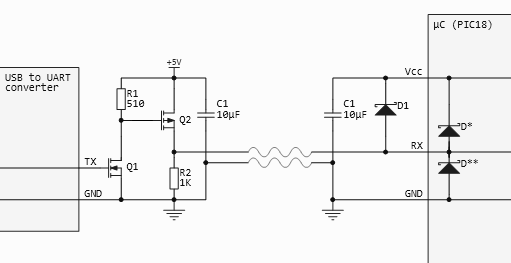 µC (PIC18)
+5V
USB to UART
converter
Vcc
R1
510
Q2
C1
10µF
C1
10µF
D1
D*
RX
TX
Q1
D**
R2
1K
GND
GND